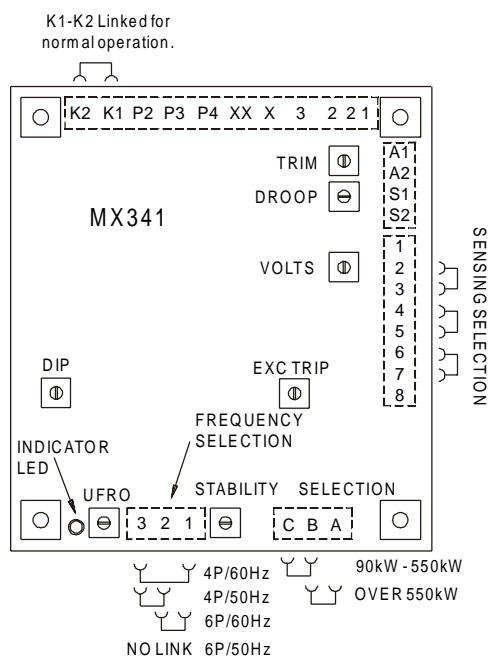 K1-K2 Linked for
normal operation.
K2 K1 P2 P3 P4 XX X 3 2 2 1
TRIM
DROOP
A1
A2
S1
S2
MX341
VOLTS
1
2
3
4
5
6
7
8
SENSING SELECTION
DIP
EXC TRIP
FREQUENCY
SELECTION
INDICATOR
LED
UFRO
STABILITY SELECTION
3 2 1
C B A
4P/60Hz
4P/50Hz
6P/60Hz
NO LINK 6P/50Hz
90kW - 550kW
OVER 550kW